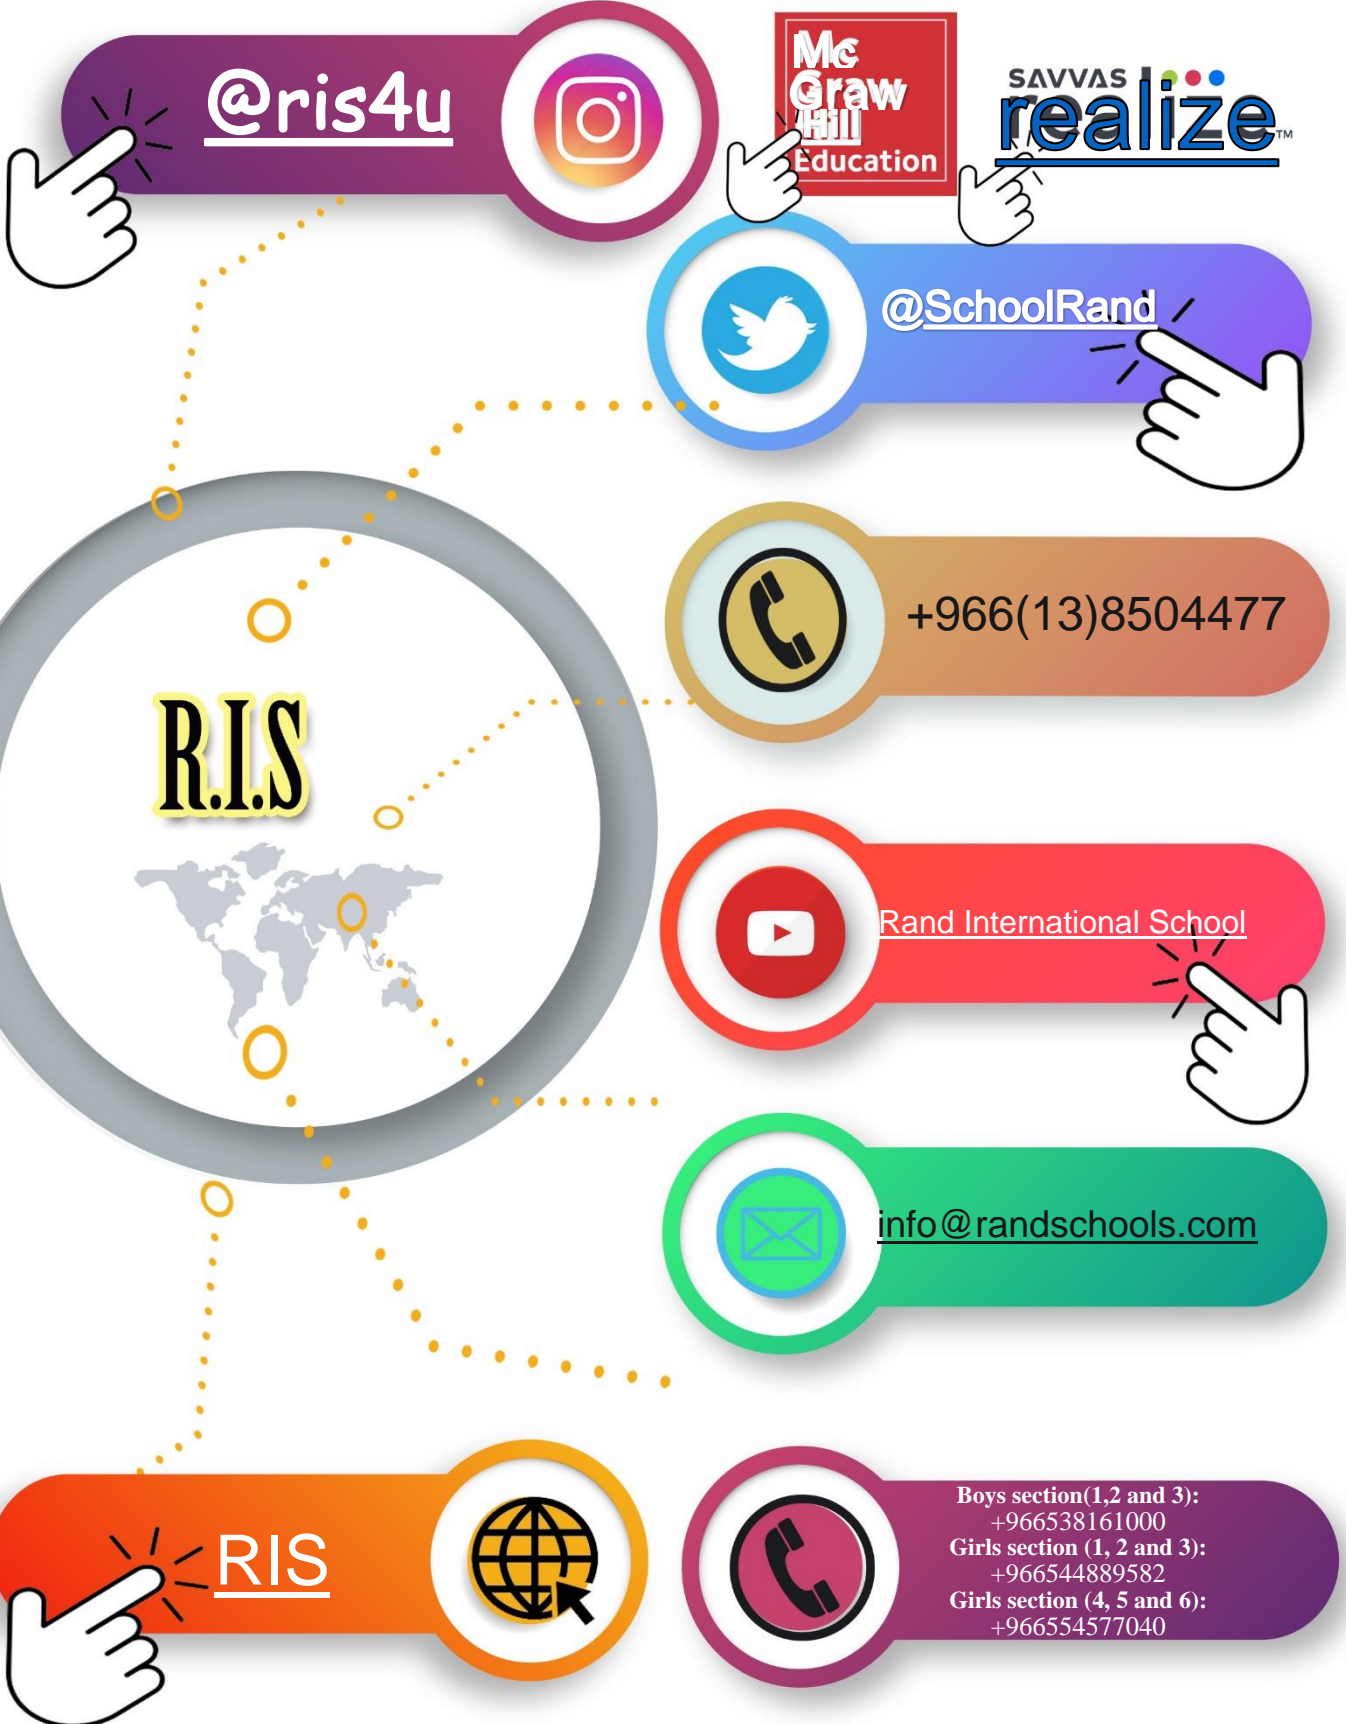 @ris4u
Mc
Graw
Hill
Education
SAVVAS
realize™
@SchoolRand
+966(13)8504477
R.I.S
Rand International School
info@randschools.com
RIS
Boys section(1,2 and 3):
+966538161000
Girls section (1, 2 and 3):
+966544889582
Girls section (4, 5 and 6):
+966554577040